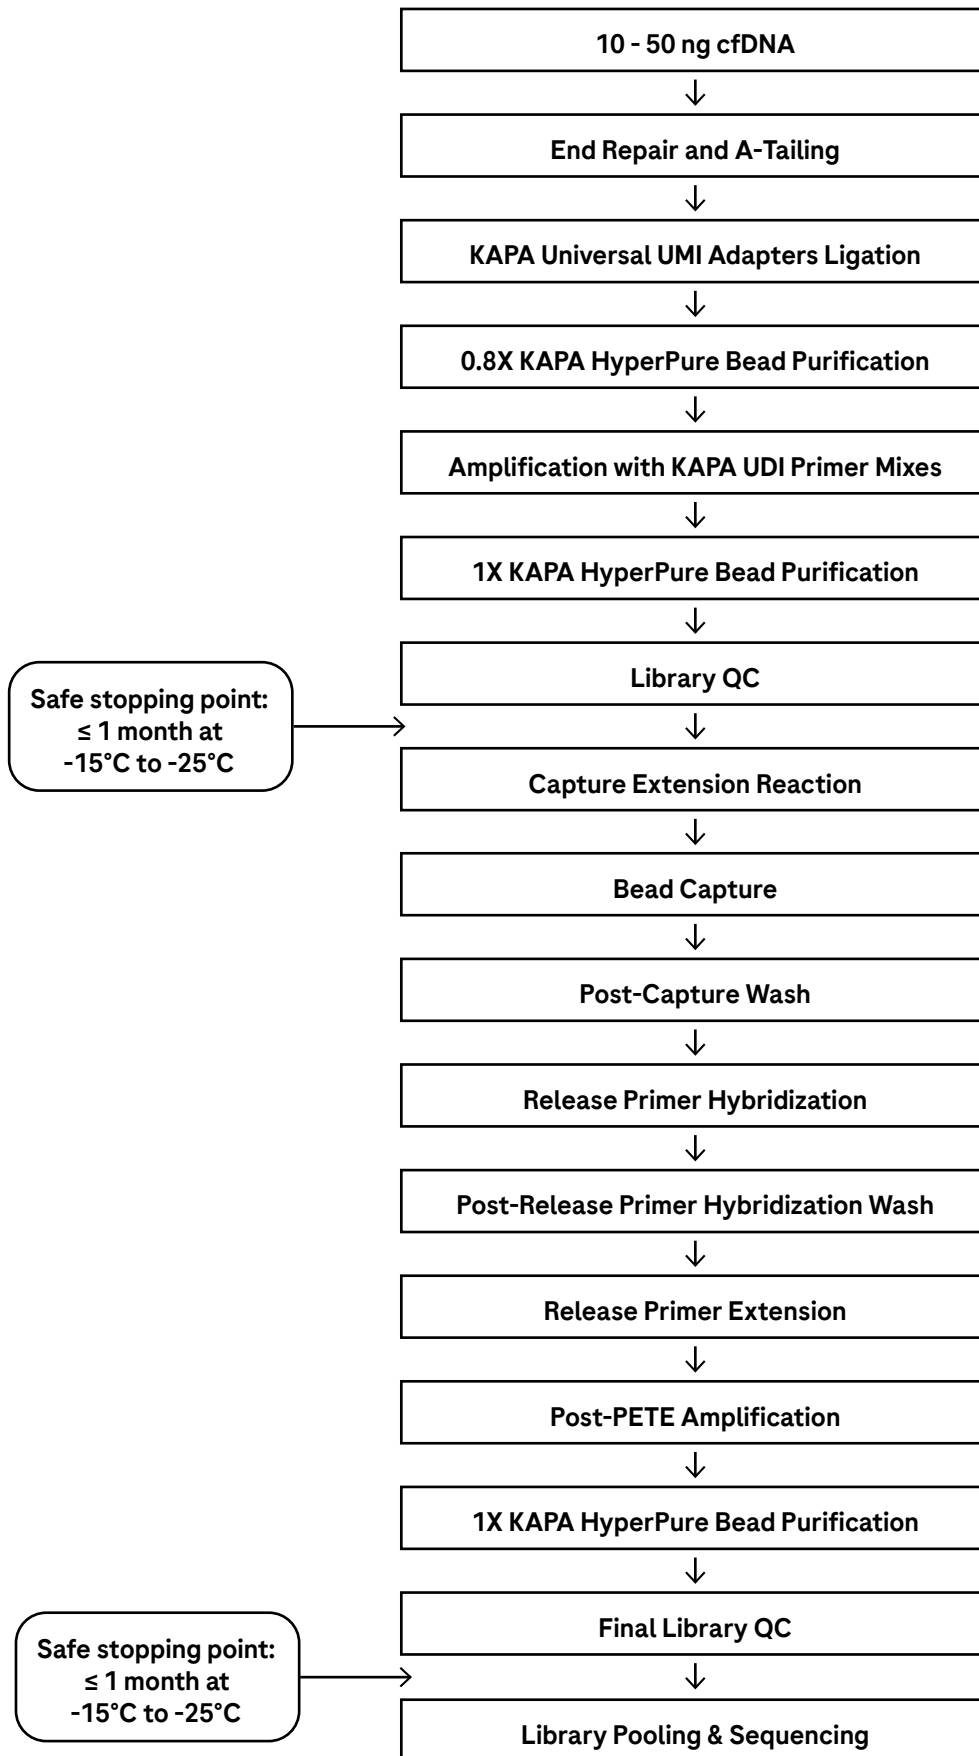 10 - 50 ng cfDNA
End Repair and A-Tailing
KAPA Universal UMI Adapters Ligation
0.8X KAPA HyperPure Bead Purification
Amplification with KAPA UDI Primer Mixes
1X KAPA HyperPure Bead Purification
Library QC
Safe stopping point:
≤ 1 month at
-15°C to -25°C
Capture Extension Reaction
Bead Capture
Post-Capture Wash
Release Primer Hybridization
Post-Release Primer Hybridization Wash
Release Primer Extension
Post-PETE Amplification
1X KAPA HyperPure Bead Purification
Final Library QC
Safe stopping point:
≤ 1 month at
-15°C to -25°C
Library Pooling & Sequencing